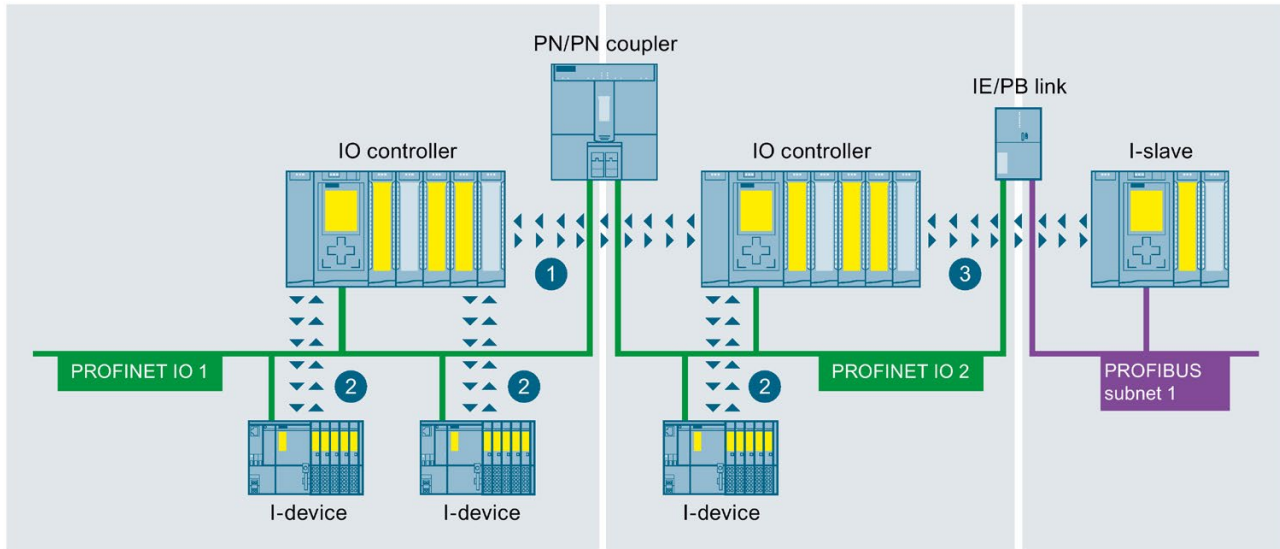 PN/PN coupler
IE/PB link
IO controller
IO controller
I-slave
1
3
PROFINET IO 1
2
2
2
PROFINET IO 2
PROFIBUS
subnet 1
I-device
I-device
I-device